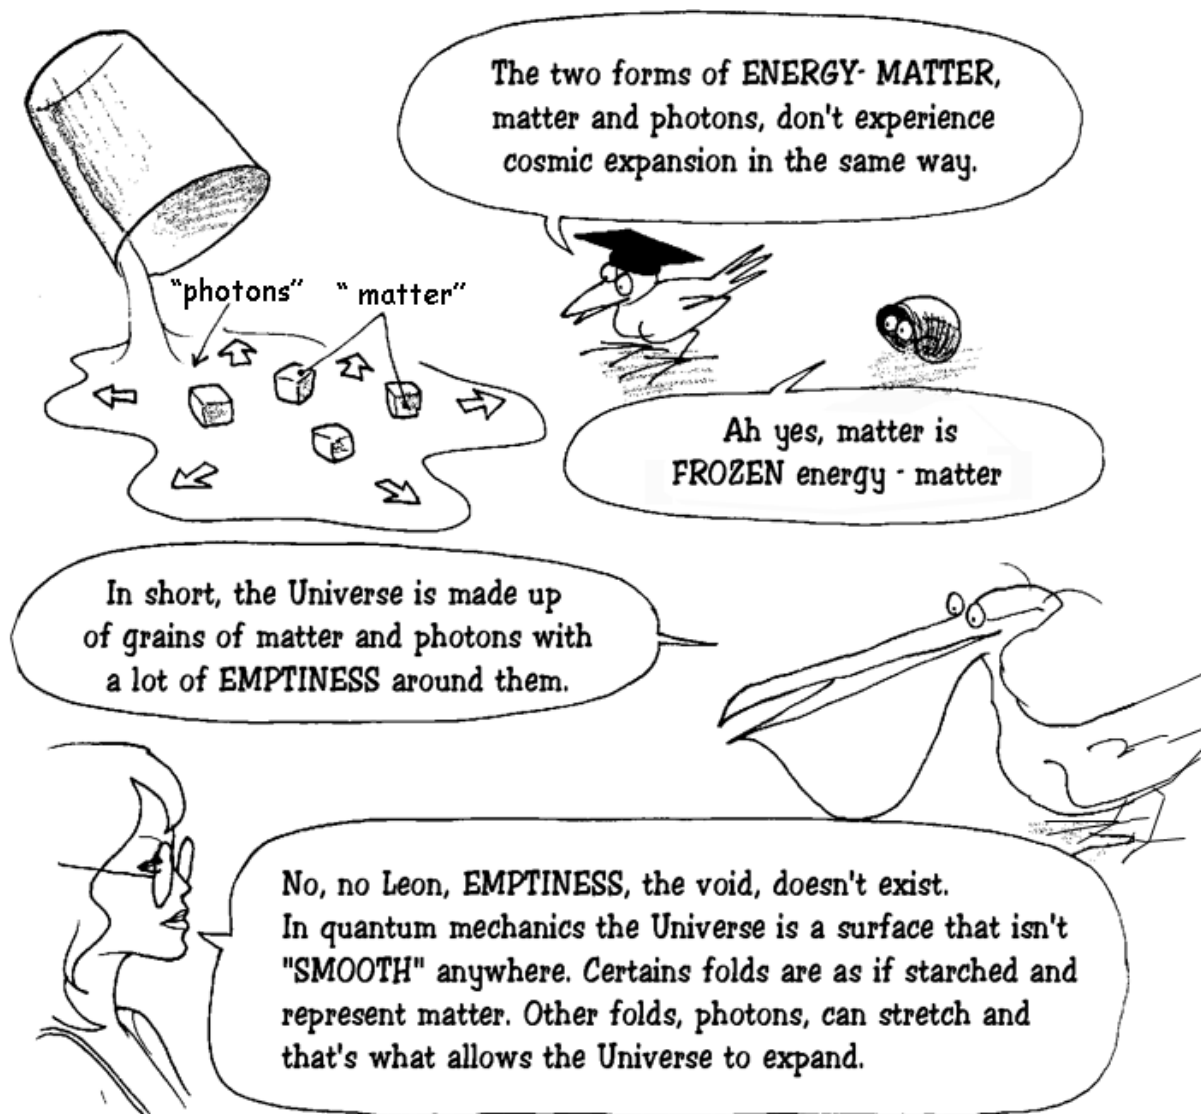 The two forms of ENERGY- MATTER,
matter and photons, don't experience
cosmic expansion in the same way.
"photons" " matter"
Ah yes, matter is
FROZEN energy - matter
In short, the Universe is made up
of grains of matter and photons with
a lot of EMPTINESS around them.
No, no Leon, EMPTINESS, the void, doesn't exist.
In quantum mechanics the Universe is a surface that isn't
"SMOOTH" anywhere. Certains folds are as if starched and
represent matter. Other folds, photons, can stretch and
that's what allows the Universe to expand.